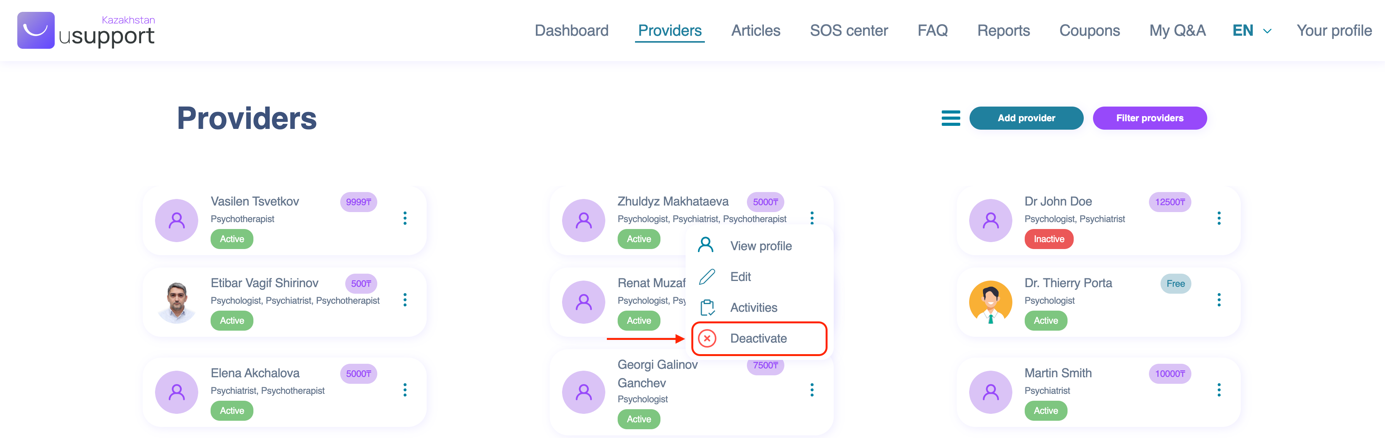 Kazakhstan
usupport
Dashboard Providers Articles SOS center FAQ Reports Coupons My Q&A EN Your profile
Providers
Add provider
Filter providers
Vasilen Tsvetkov 9999₸
Psychotherapist
Active
Zhuldyz Makhataeva 5000₸
Psychologist, Psychiatrist, Psychotherapist
Active
Dr John Doe 12500₸
Psychologist, Psychiatrist
Inactive
View profile
Edit
Activities
Deactivate
Etibar Vagif Shirinov 500₸
Psychologist, Psychiatrist, Psychotherapist
Active
Renat Muzaf
Psychologist, Psy
Active
Dr. Thierry Porta Free
Psychologist
Active
Elena Akchalova 5000₸
Psychiatrist, Psychotherapist
Active
Georgi Galinov 7500₸
Ganchev
Psychologist
Active
Martin Smith 10000₸
Psychiatrist
Active